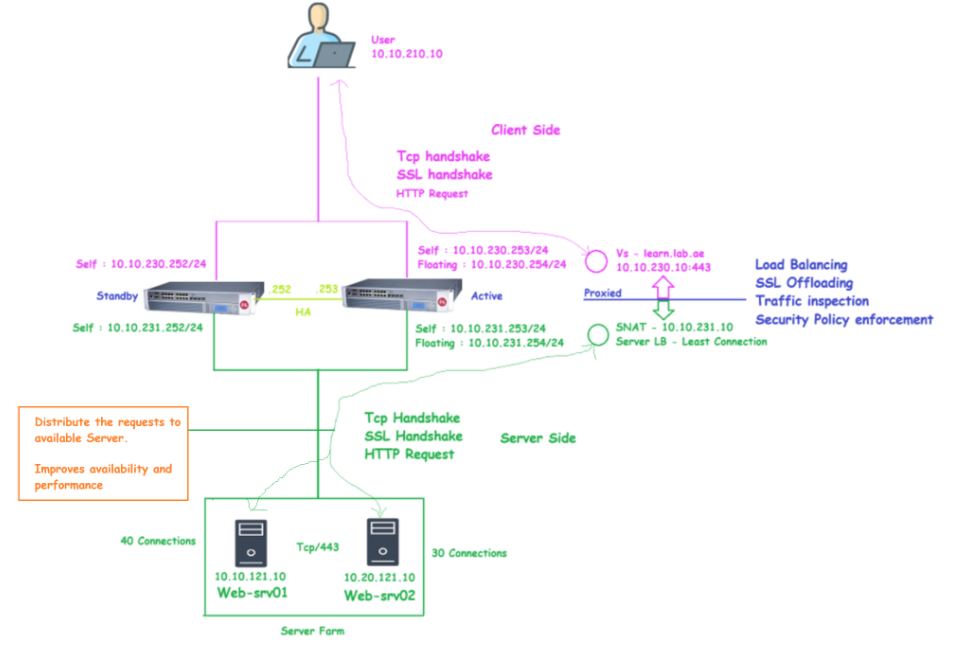 User
10.10.210.10
Client Side
Tcp handshake
SSL handshake
HTTP Request
Self : 10.10.230.252/24
Self : 10.10.230.253/24
Floating : 10.10.230.254/24
Vs - learn.lab.ae
10.10.230.10:443
Standby
.252
.253
HA
Active
Proxied
Load Balancing
SSL Offloading
Traffic inspection
Security Policy enforcement
Self : 10.10.231.252/24
Self : 10.10.231.253/24
Floating : 10.10.231.254/24
SNAT - 10.10.231.10
Server LB - Least Connection
Distribute the requests to
available Server.
Improves availability and
performance
Tcp Handshake
SSL Handshake
HTTP Request
Server Side
40 Connections
Tcp/443
30 Connections
10.10.121.10
Web-srv01
10.20.121.10
Web-srv02
Server Farm